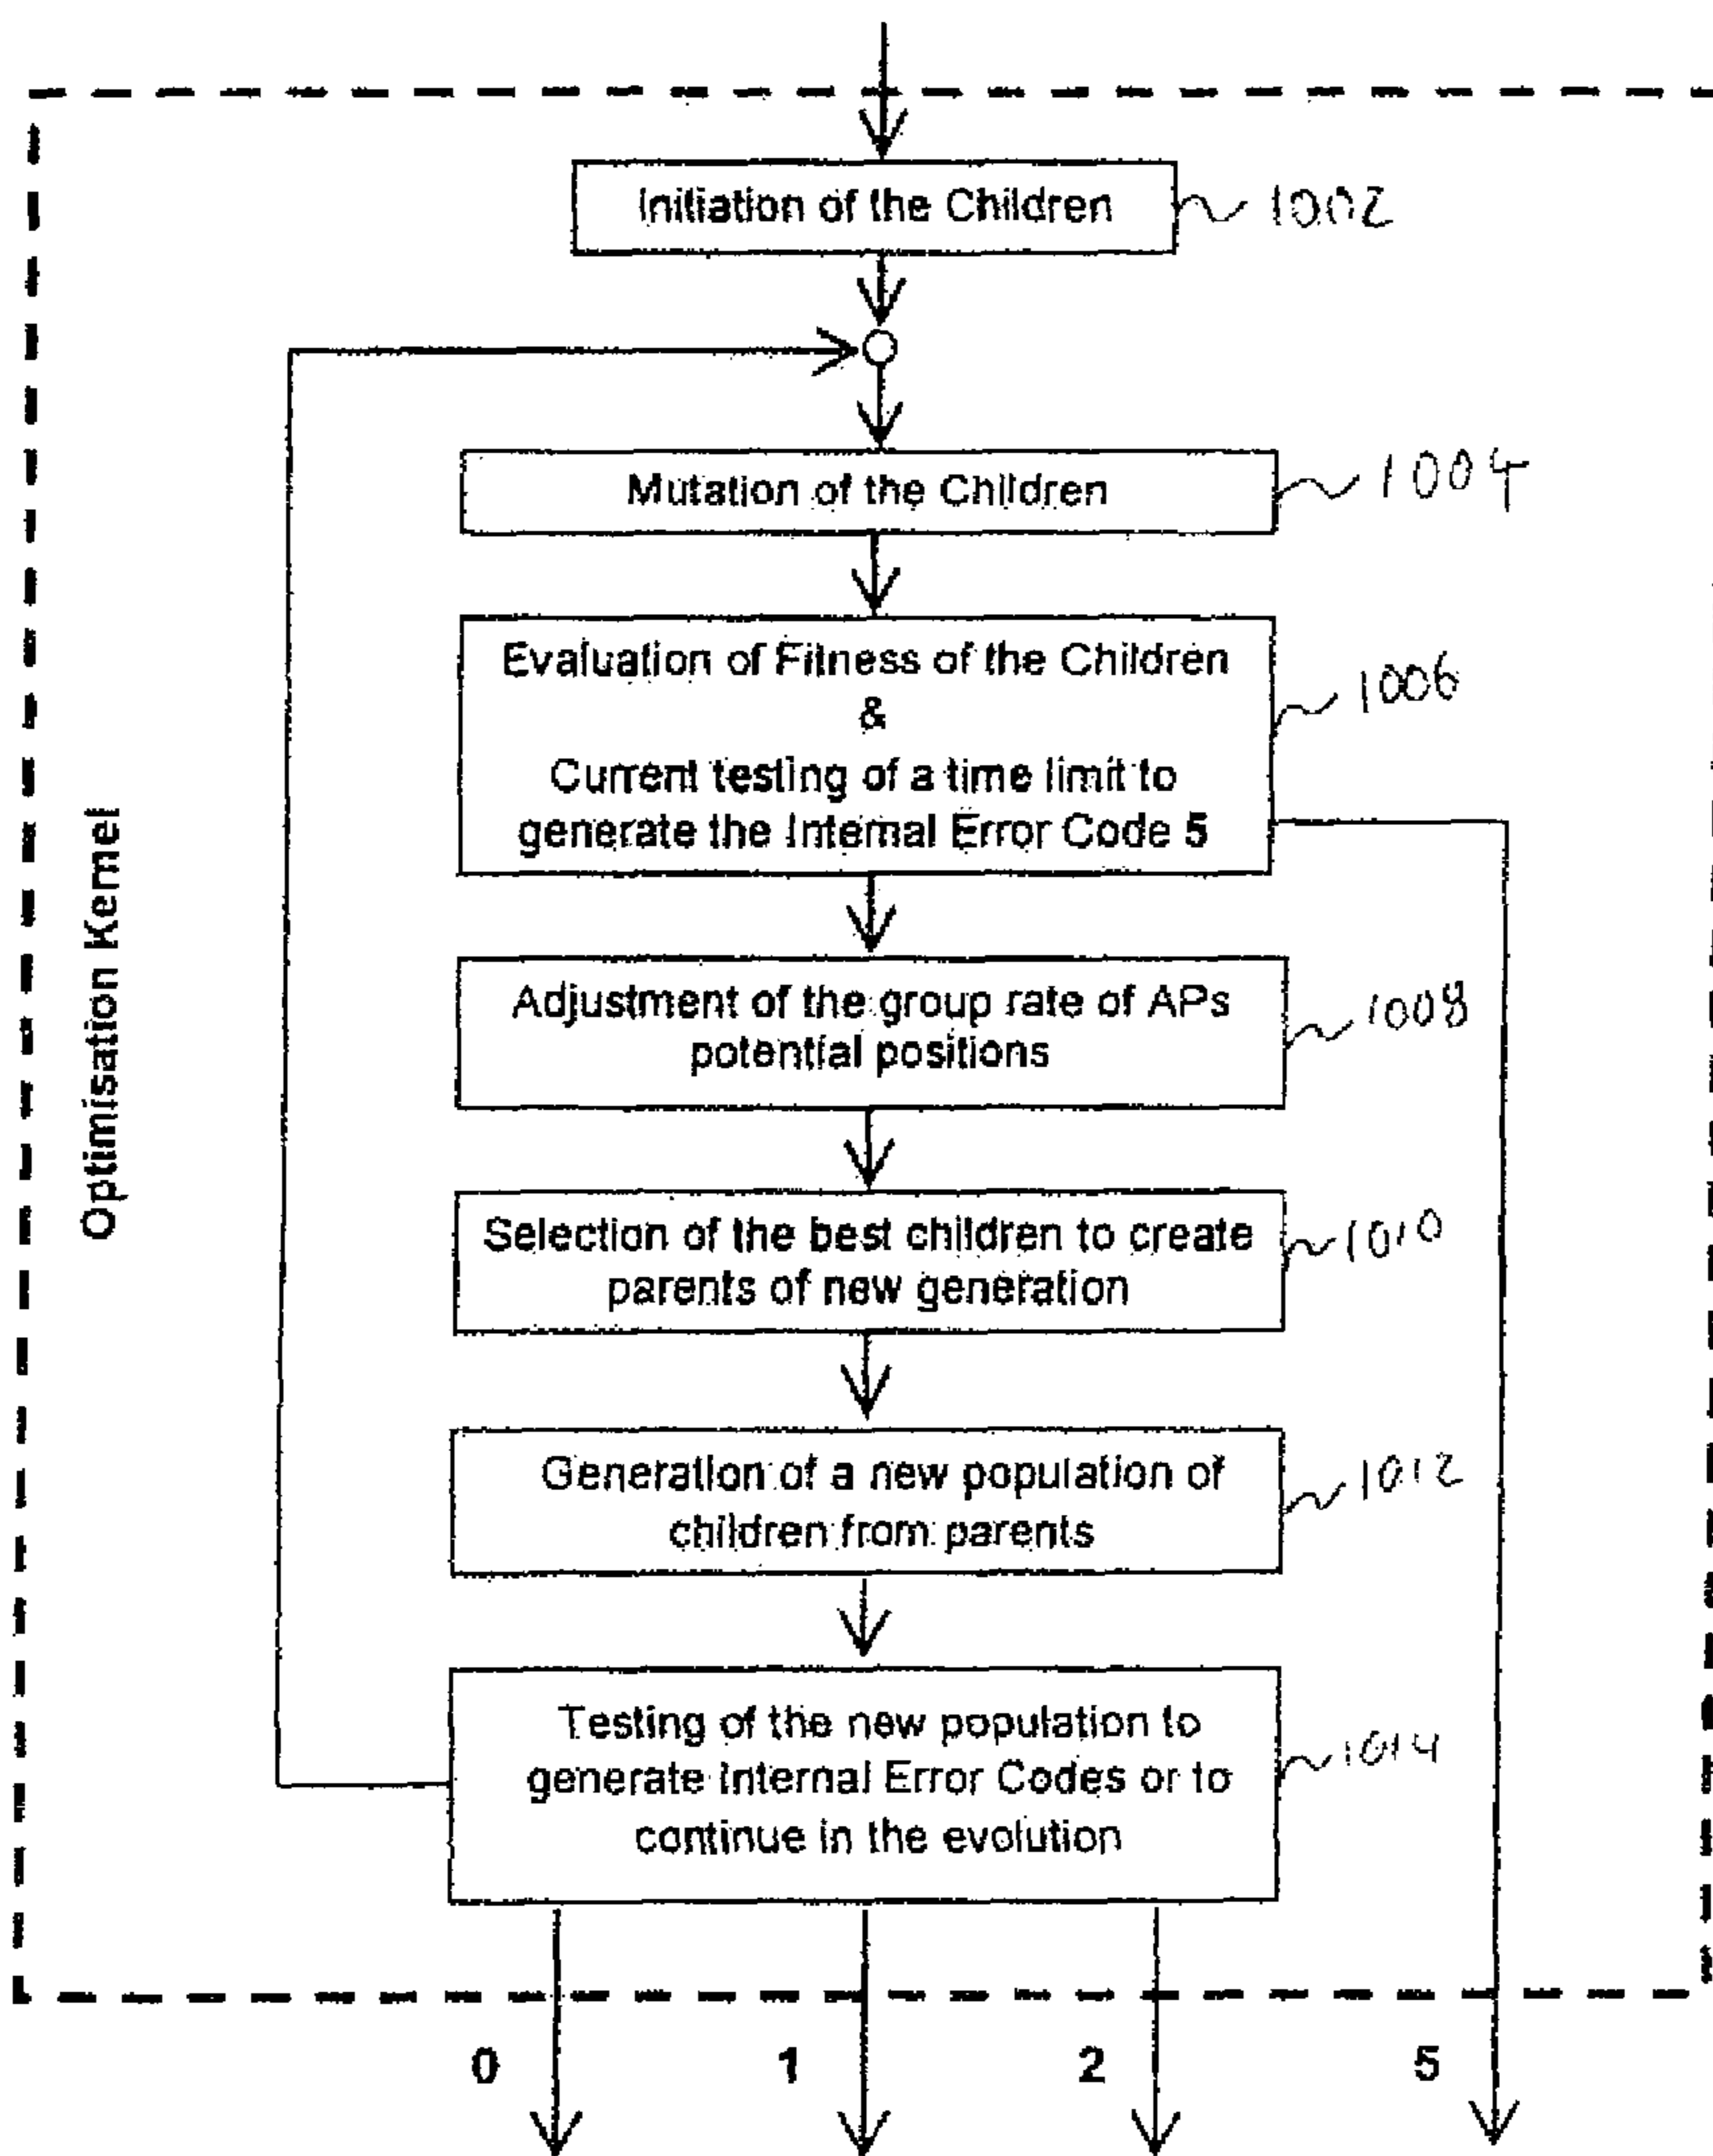 Initiation of the Children
1002
Mutation of the Children
1004
Evaluation of Fitness of the Children
&
Current testing of a time limit to
generate the Internal Error Code 5
1006
Optimisation Kernel
Adjustment of the group rate of APs
potential positions
1008
Selection of the best children to create
parents of new generation
1010
Generation of a new population of
children from parents
1012
Testing of the new population to
generate Internal Error Codes or to
continue in the evolution
1014
0
1
2
5